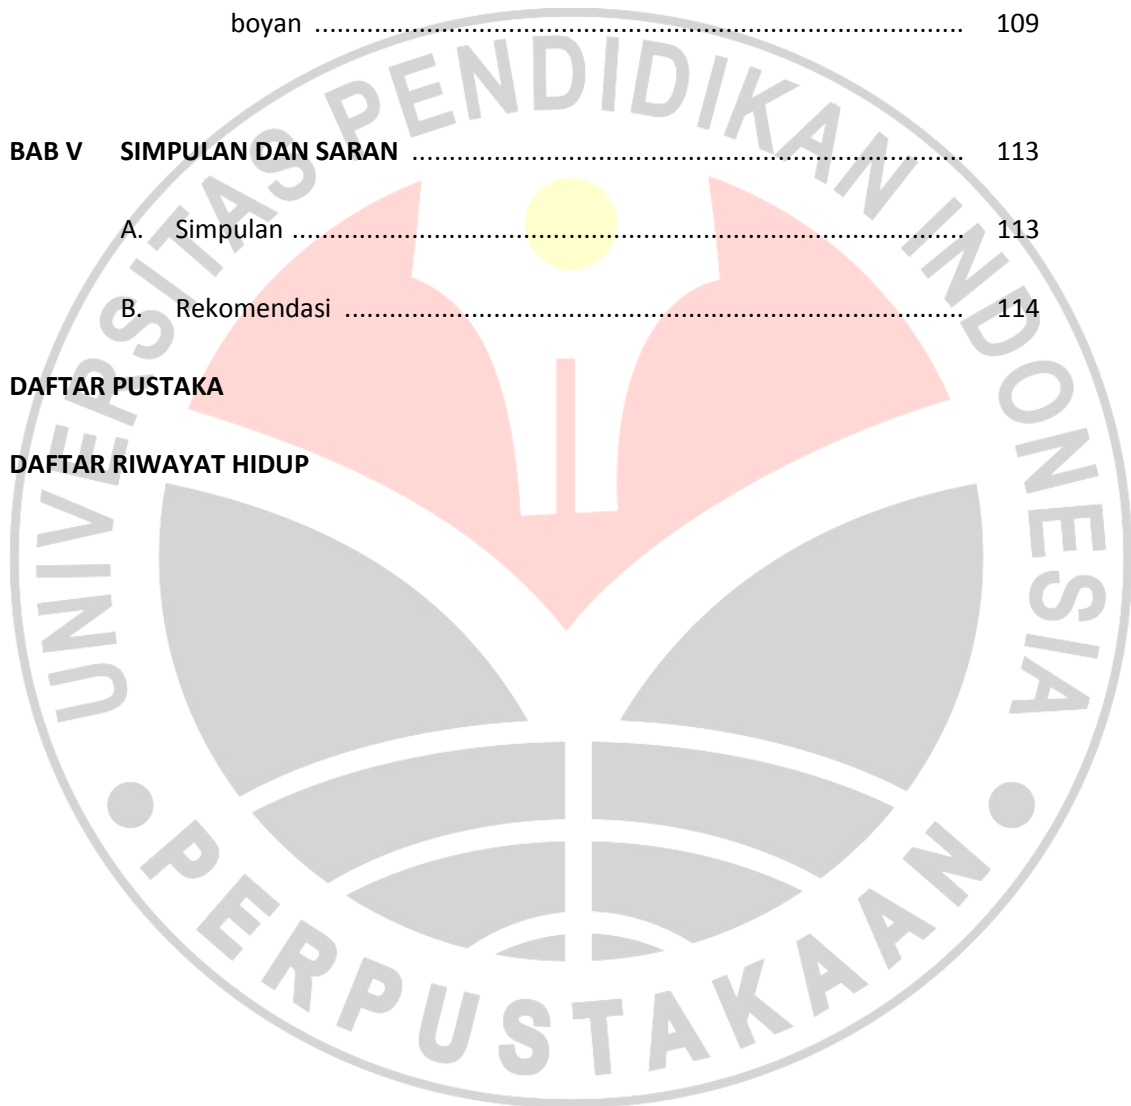 boyan ........................................................................................ 109
BAB V SIMPULAN DAN SARAN ........................................................................... 113
A. Simpulan ........................................................................................... 113
B. Rekomendasi .................................................................................... 114
DAFTAR PUSTAKA
DAFTAR RIWAYAT HIDUP
UNIVERSITAS PENDIDIKAN INDONESIA
PERPUSTAKAAN